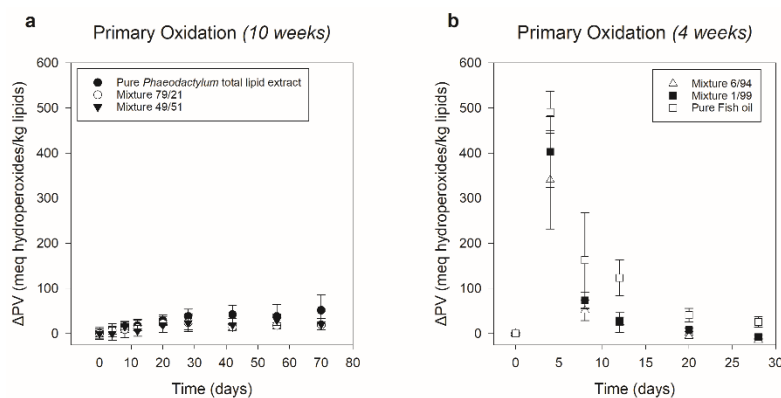 a
Primary Oxidation (10 weeks)
Pure Phaeodactylum total lipid extract
Mixture 79/21
Mixture 49/51
ΔPV (meq hydroperoxides/kg lipids)
600
500
400
300
200
100
0
0 10 20 30 40 50 60 70 80
Time (days)
b
Primary Oxidation (4 weeks)
Mixture 6/94
Mixture 1/99
Pure Fish oil
ΔPV (meq hydroperoxides/kg lipids)
600
500
400
300
200
100
0
0 5 10 15 20 25 30
Time (days)